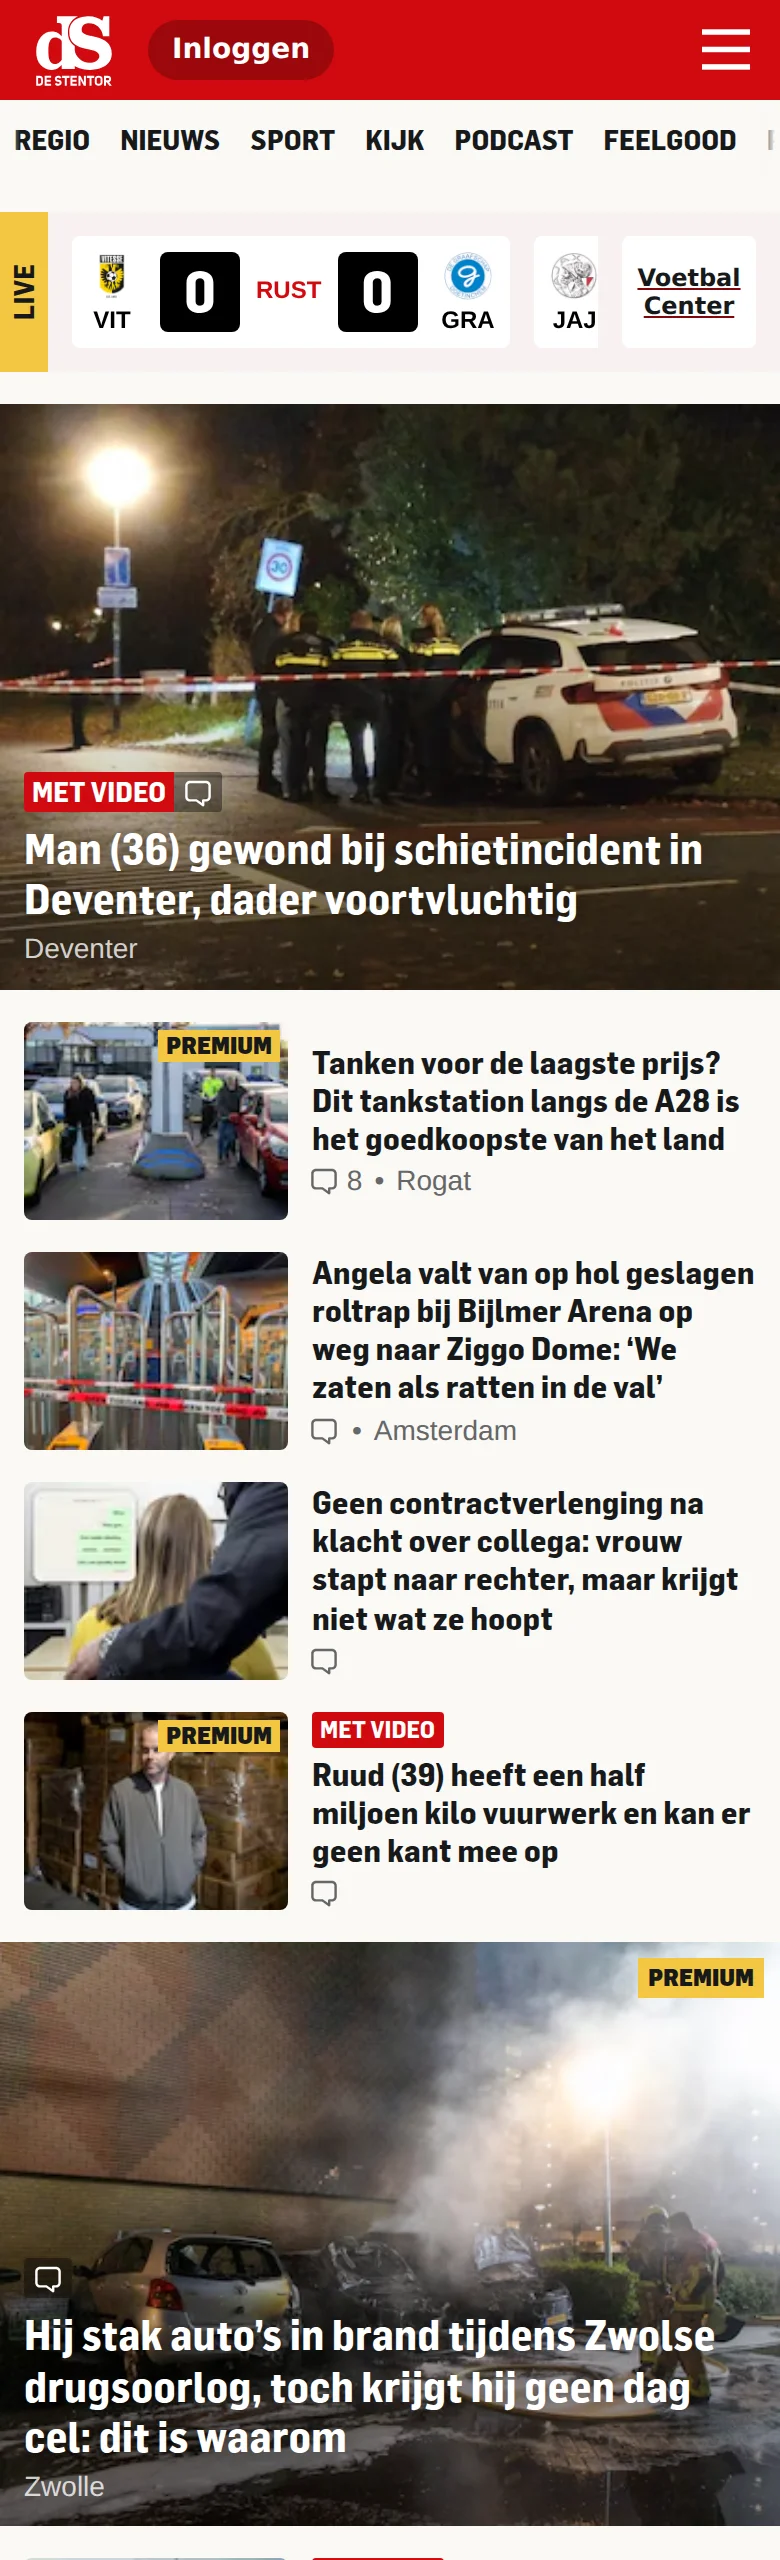 dS
DE STENTOR
Inloggen
REGIO NIEUWS SPORT KIJK PODCAST FEELGOOD
LIVE
VITESSE
VIT
0
RUST
0
GRA
JAJ
Voetbal
Center
30
POLITIE
MET VIDEO
Man (36) gewond bij schietincident in
Deventer, dader voortvluchtig
Deventer
PREMIUM
Tanken voor de laagste prijs?
Dit tankstation langs de A28 is
het goedkoopste van het land
8 • Rogat
Angela valt van op hol geslagen
roltrap bij Bijlmer Arena op
weg naar Ziggo Dome: ‘We
zaten als ratten in de val’
• Amsterdam
Geen contractverlenging na
klacht over collega: vrouw
stapt naar rechter, maar krijgt
niet wat ze hoopt
PREMIUM
MET VIDEO
Ruud (39) heeft een half
miljoen kilo vuurwerk en kan er
geen kant mee op
PREMIUM
Hij stak auto’s in brand tijdens Zwolse
drugsoorlog, toch krijgt hij geen dag
cel: dit is waarom
Zwolle